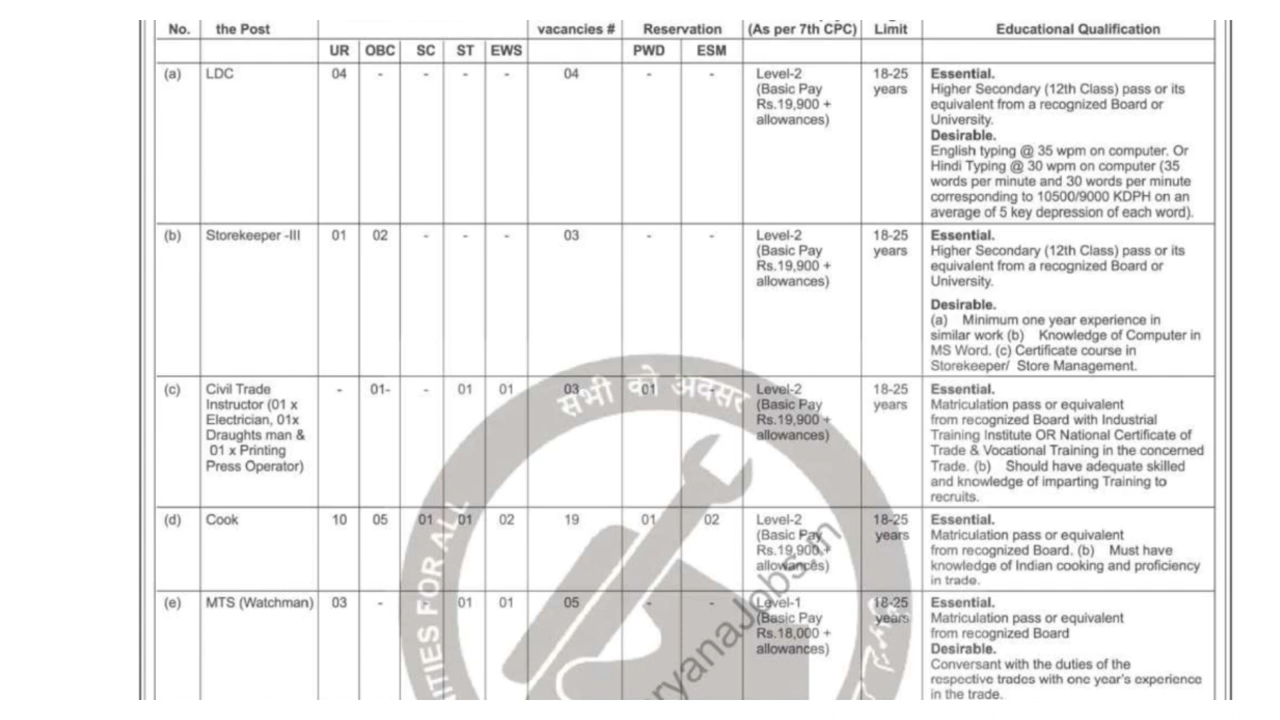 No. the Post vacancies # Reservation (As per 7th CPC) Limit Educational Qualification
UR OBC SC ST EWS PWD ESM
(a) LDC 04 - - - - 04 - - Level-2 18-25 Essential.
(Basic Pay years Higher Secondary (12th Class) pass or its
Rs.19,900 + equivalent from a recognized Board or
allowances) University.
Desirable.
English typing @ 35 wpm on computer. Or
Hindi Typing @ 30 wpm on computer (35
words per minute and 30 words per minute
corresponding to 10500/9000 KDPH on an
average of 5 key depression of each word).
(b) Storekeeper -III 01 02 - - - 03 - - Level-2 18-25 Essential.
(Basic Pay years Higher Secondary (12th Class) pass or its
Rs.19,900 + equivalent from a recognized Board or
allowances) University.
Desirable.
(a) Minimum one year experience in
similar work (b) Knowledge of Computer in
MS Word. (c) Certificate course in
Storekeeper/ Store Management.
(c) Civil Trade - 01- - 01 01 03 01 - Level-2 18-25 Essential.
Instructor (01 x (Basic Pay years Matriculation pass or equivalent
Electrician, 01x Rs.19,900 + from recognized Board with Industrial
Draughts man & allowances) Training Institute OR National Certificate of
01 x Printing Trade & Vocational Training in the concerned
Press Operator) Trade. (b) Should have adequate skilled
and knowledge of imparting Training to
recruits.
(d) Cook 10 05 01 01 02 19 01 02 Level-2 18-25 Essential.
(Basic Pay years Matriculation pass or equivalent
Rs.19,900 + from recognized Board. (b) Must have
allowances) knowledge of Indian cooking and proficiency
in trade.
(e) MTS (Watchman) 03 - 01 01 05 - - Level-1 18-25 Essential.
(Basic Pay years Matriculation pass or equivalent
Rs.18,000 + from recognized Board
allowances) Desirable.
Conversant with the duties of the
respective trades with one year's experience
in the trade.
सभी को अवसर
ITIES FOR ALL
ryanaJobs.in